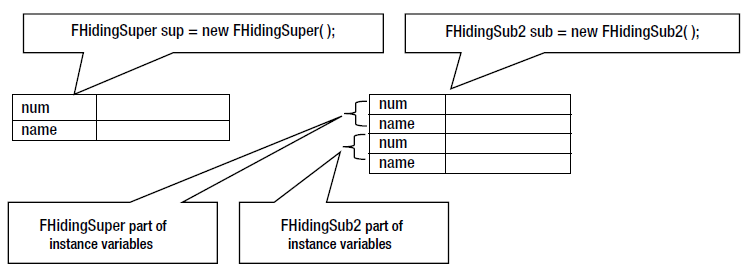 FHidingSuper sup = new FHidingSuper( );
FHidingSub2 sub = new FHidingSub2( );
num
name
num
name
num
name
FHidingSuper part of
instance variables
FHidingSub2 part of
instance variables